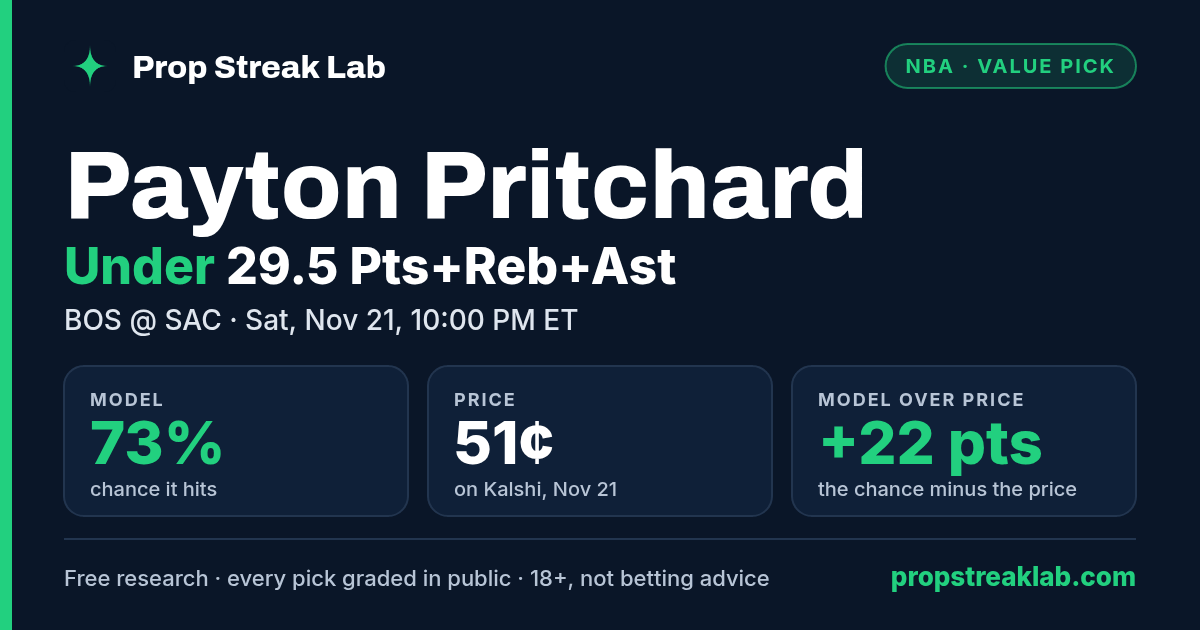 Prop Streak Lab
NBA · VALUE PICK
Payton Pritchard
Under 29.5 Pts+Reb+Ast
BOS @ SAC · Sat, Nov 21, 10:00 PM ET
MODEL
73%
chance it hits
PRICE
51¢
on Kalshi, Nov 21
MODEL OVER PRICE
+22 pts
the chance minus the price
Free research · every pick graded in public · 18+, not betting advice
propstreaklab.com